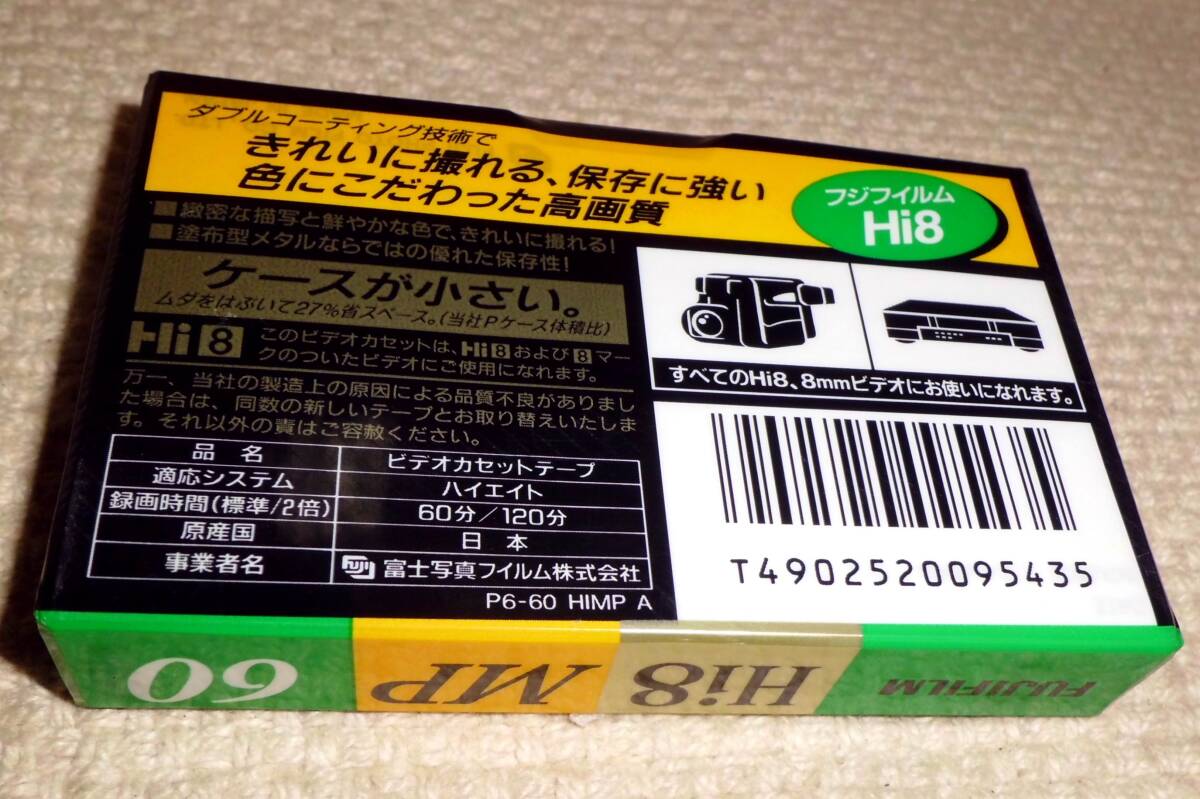 ダブルコーティング技術で
きれいに撮れる、保存に強い
色にこだわった高画質
フジフイルム
Hi8
■緻密な描写と鮮やかな色で、きれいに撮れる!
■塗布型メタルならではの優れた保存性!
ケースが小さい。
ムダをはぶいて27%省スペース。(当社Pケース体積比)
Hi8 このビデオカセットは、Hi8および8マー
クのついたビデオにご使用になれます。
万一、当社の製造上の原因による品質不良がありまし
た場合は、同数の新しいテープとお取り替えいたしま
す。それ以外の責はご容赦ください。
品名 ビデオカセットテープ
適応システム ハイエイト
録画時間(標準/2倍) 60分/120分
原産国 日本
事業者名 FUJI 富士写真フイルム株式会社
P6-60 HIMP A
すべてのHi8、8mmビデオにお使いになれます。
T4902520095435
FUJIFILM Hi8 MP 60